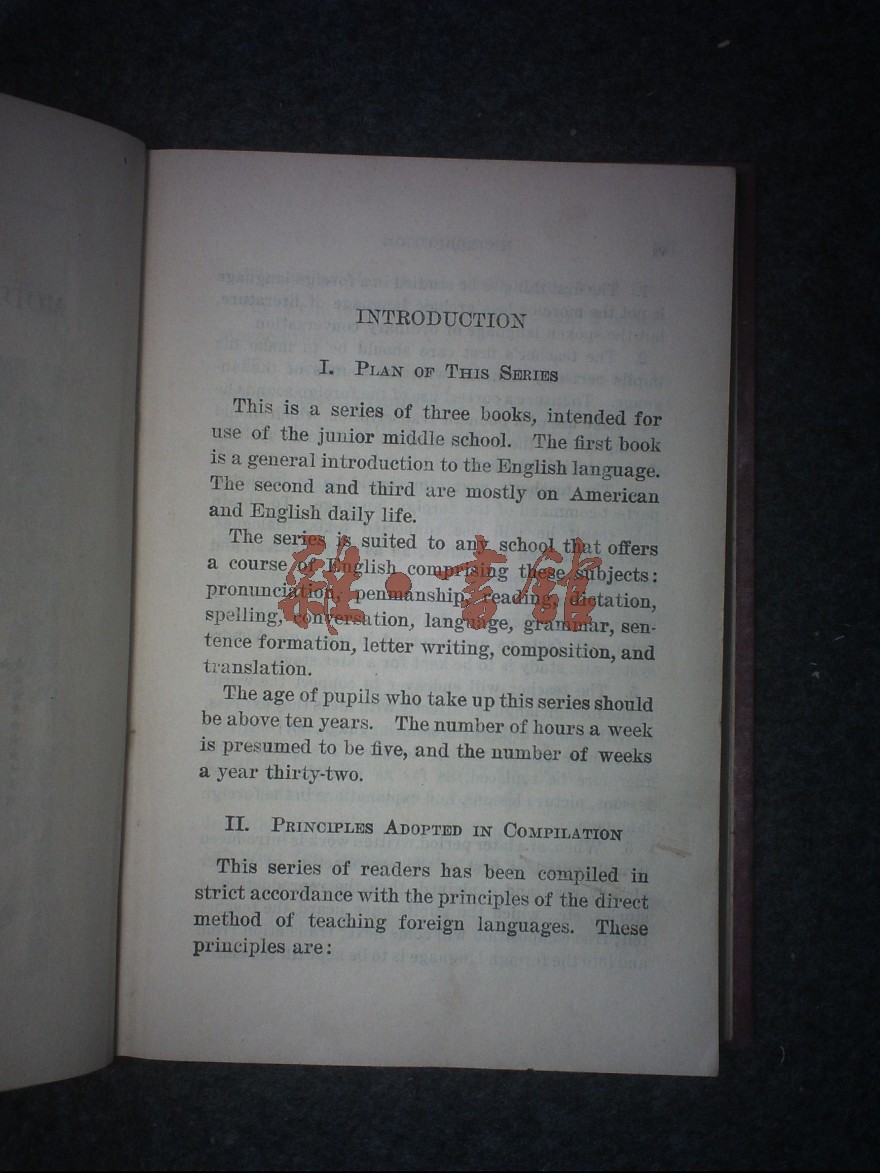 INTRODUCTION
I. PLAN OF THIS SERIES
This is a series of three books, intended for
use of the junior middle school. The first book
is a general introduction to the English language.
The second and third are mostly on American
and English daily life.
The series is suited to any school that offers
a course of English comprising these subjects:
pronunciation, penmanship, reading, dictation,
spelling, conversation, language, grammar, sen-
tence formation, letter writing, composition, and
translation.
The age of pupils who take up this series should
be above ten years. The number of hours a week
is presumed to be five, and the number of weeks
a year thirty-two.
II. PRINCIPLES ADOPTED IN COMPILATION
This series of readers has been compiled in
strict accordance with the principles of the direct
method of teaching foreign languages. These
principles are:
雜·書館